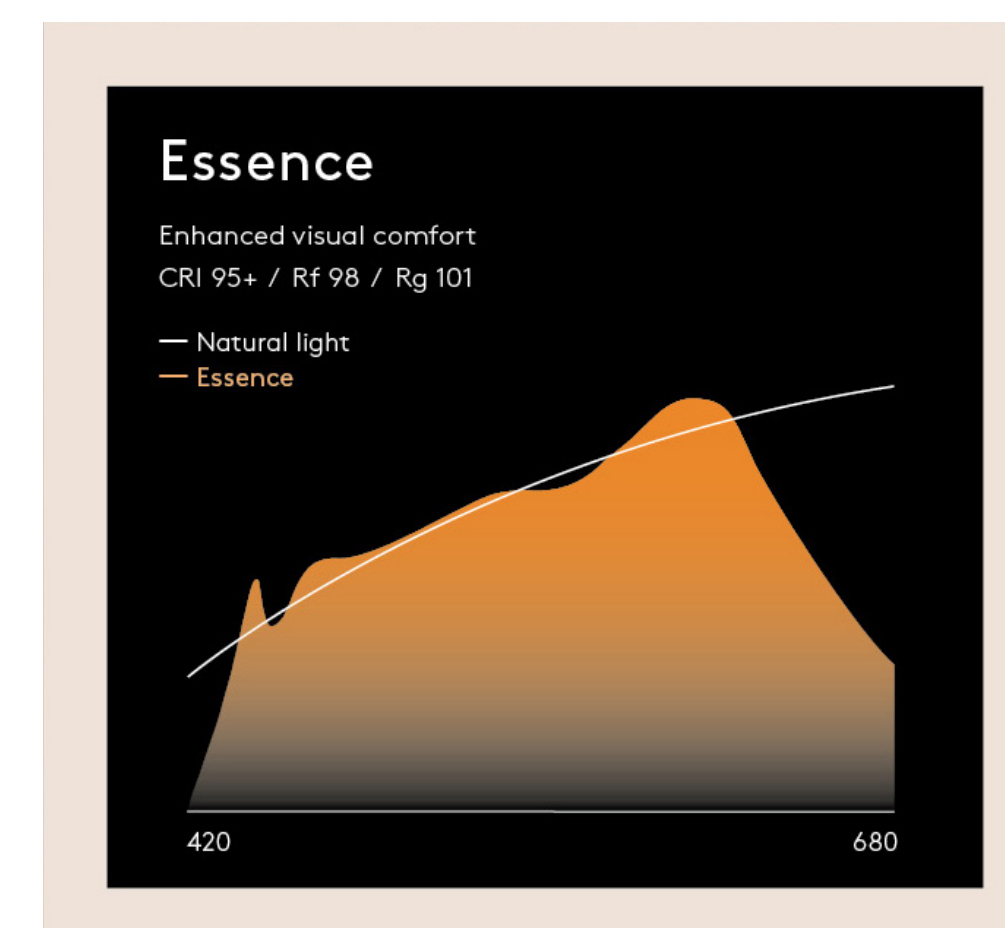 Essence
Enhanced visual comfort
CRI 95+ / Rf 98 / Rg 101
Natural light
Essence
420
680